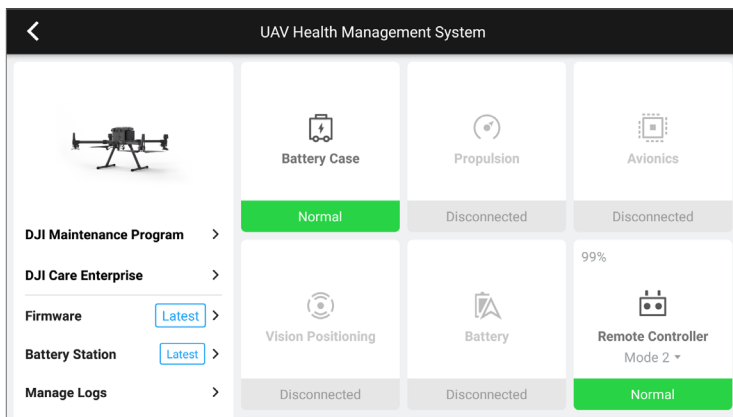 UAV Health Management System
DJI Maintenance Program
DJI Care Enterprise
Firmware Latest
Battery Station Latest
Manage Logs
Battery Case
Normal
Propulsion
Disconnected
Avionics
Disconnected
Vision Positioning
Disconnected
Battery
Disconnected
99%
Remote Controller
Mode 2
Normal